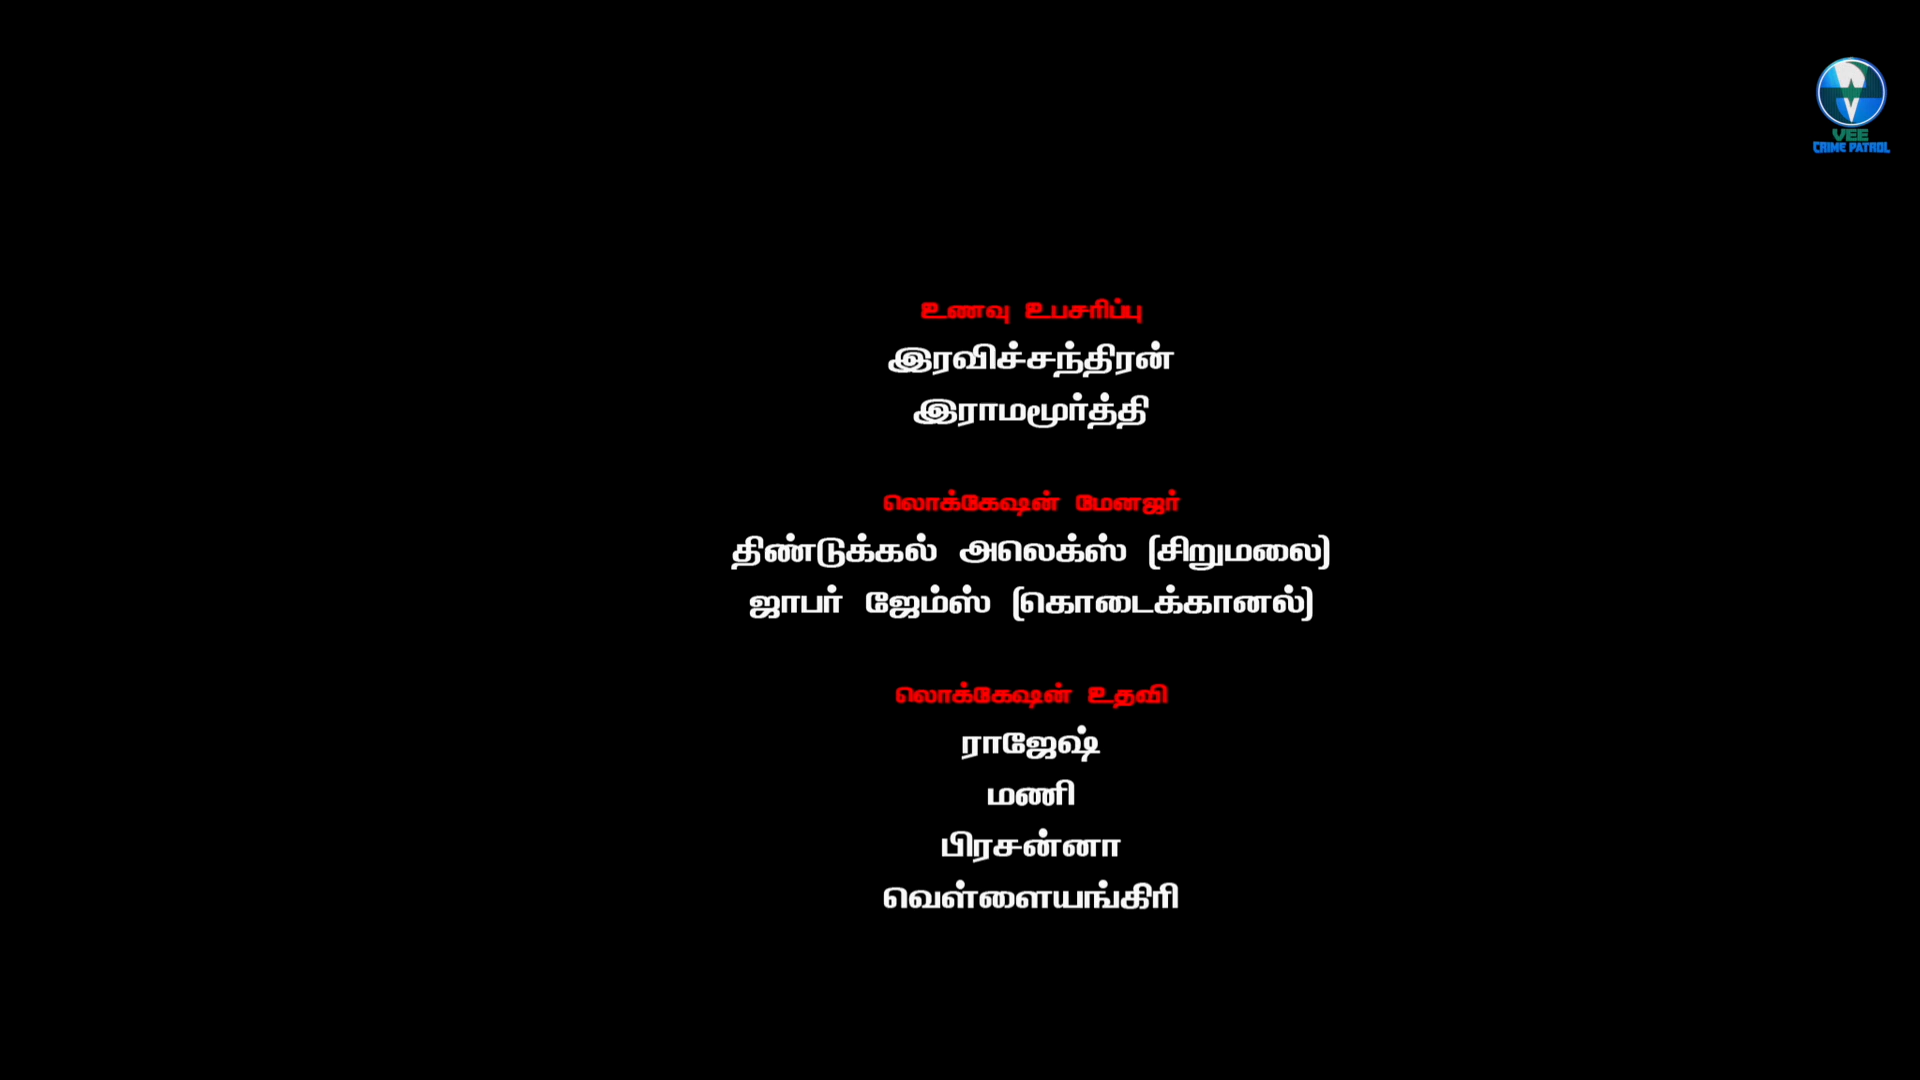 VEE
CRIME PATROL
உணவு உபசரிப்பு
இரவிச்சந்திரன்
இராமமூர்த்தி
லொக்கேஷன் மேனஜர்
திண்டுக்கல் அலெக்ஸ் (சிறுமலை)
ஜாபர் ஜேம்ஸ் (கொடைக்கானல்)
லொக்கேஷன் உதவி
ராஜேஷ்
மணி
பிரசன்னா
வெள்ளையங்கிரி